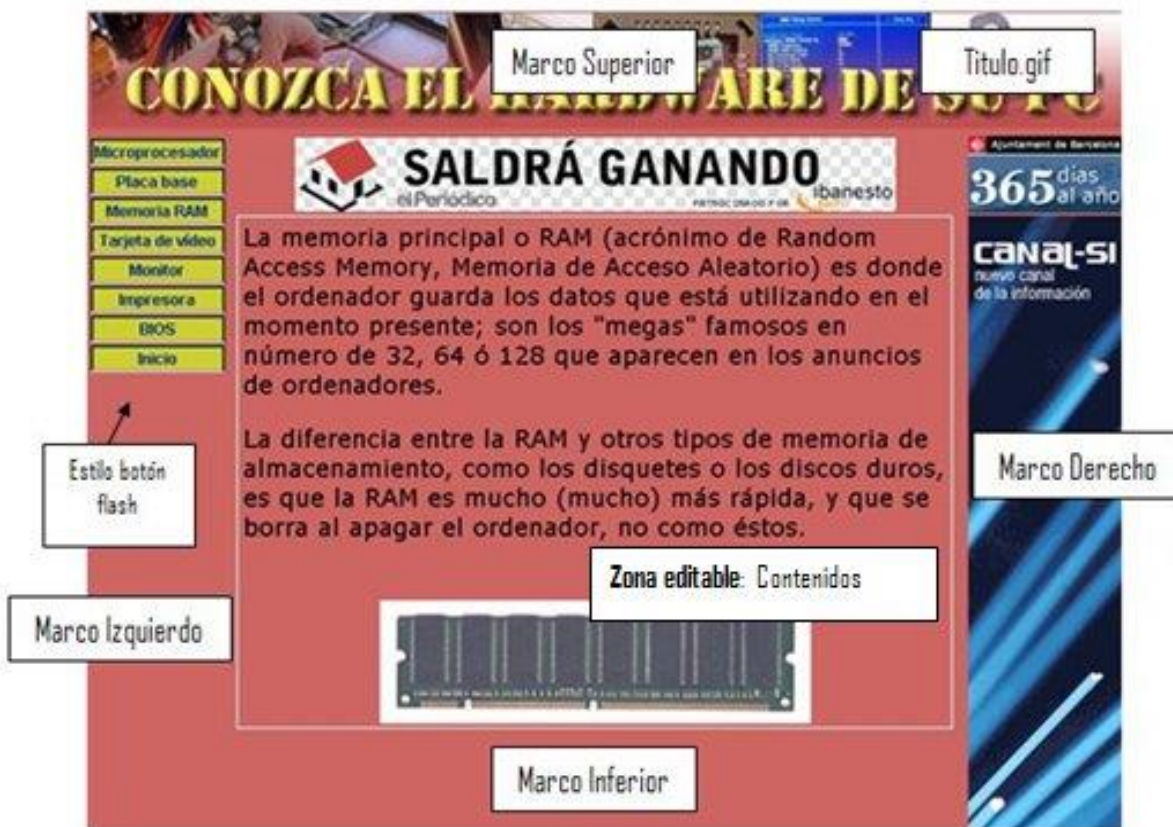 Marco Superior
Titulo.gif
CONOZCA EL HARDWARE DE SU PC
Microprocesador
Placa base
Memoria RAM
Tarjeta de vídeo
Monitor
Impresora
BIOS
Inicio
SALDRÁ GANANDO
el Periódico
PATROCINADO POR
ibanesto
Ajuntament de Barcelona
365 días
al año
canal-si
nuevo canal
de la información
La memoria principal o RAM (acrónimo de Random
Access Memory, Memoria de Acceso Aleatorio) es donde
el ordenador guarda los datos que está utilizando en el
momento presente; son los "megas" famosos en
número de 32, 64 ó 128 que aparecen en los anuncios
de ordenadores.
La diferencia entre la RAM y otros tipos de memoria de
almacenamiento, como los disquetes o los discos duros,
es que la RAM es mucho (mucho) más rápida, y que se
borra al apagar el ordenador, no como éstos.
Estilo botón
flash
Marco Derecho
Zona editable: Contenidos
Marco Izquierdo
Marco Inferior